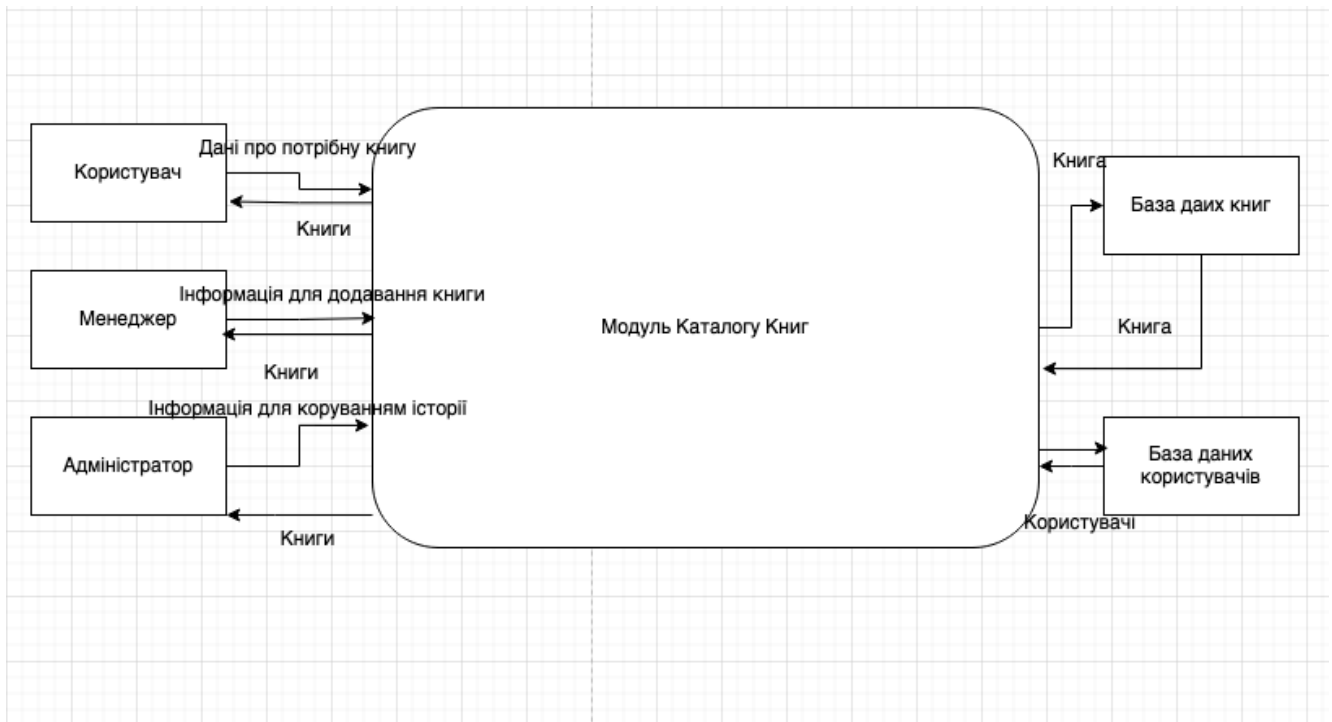 Дані про потрібну книгу
Користувач
Книги
Інформація для додавання книги
Менеджер
Книги
Інформація для коруванням історії
Адміністратор
Книги
Модуль Каталогу Книг
Книга
База даих книг
Книга
База даних
користувачів
Користувачі